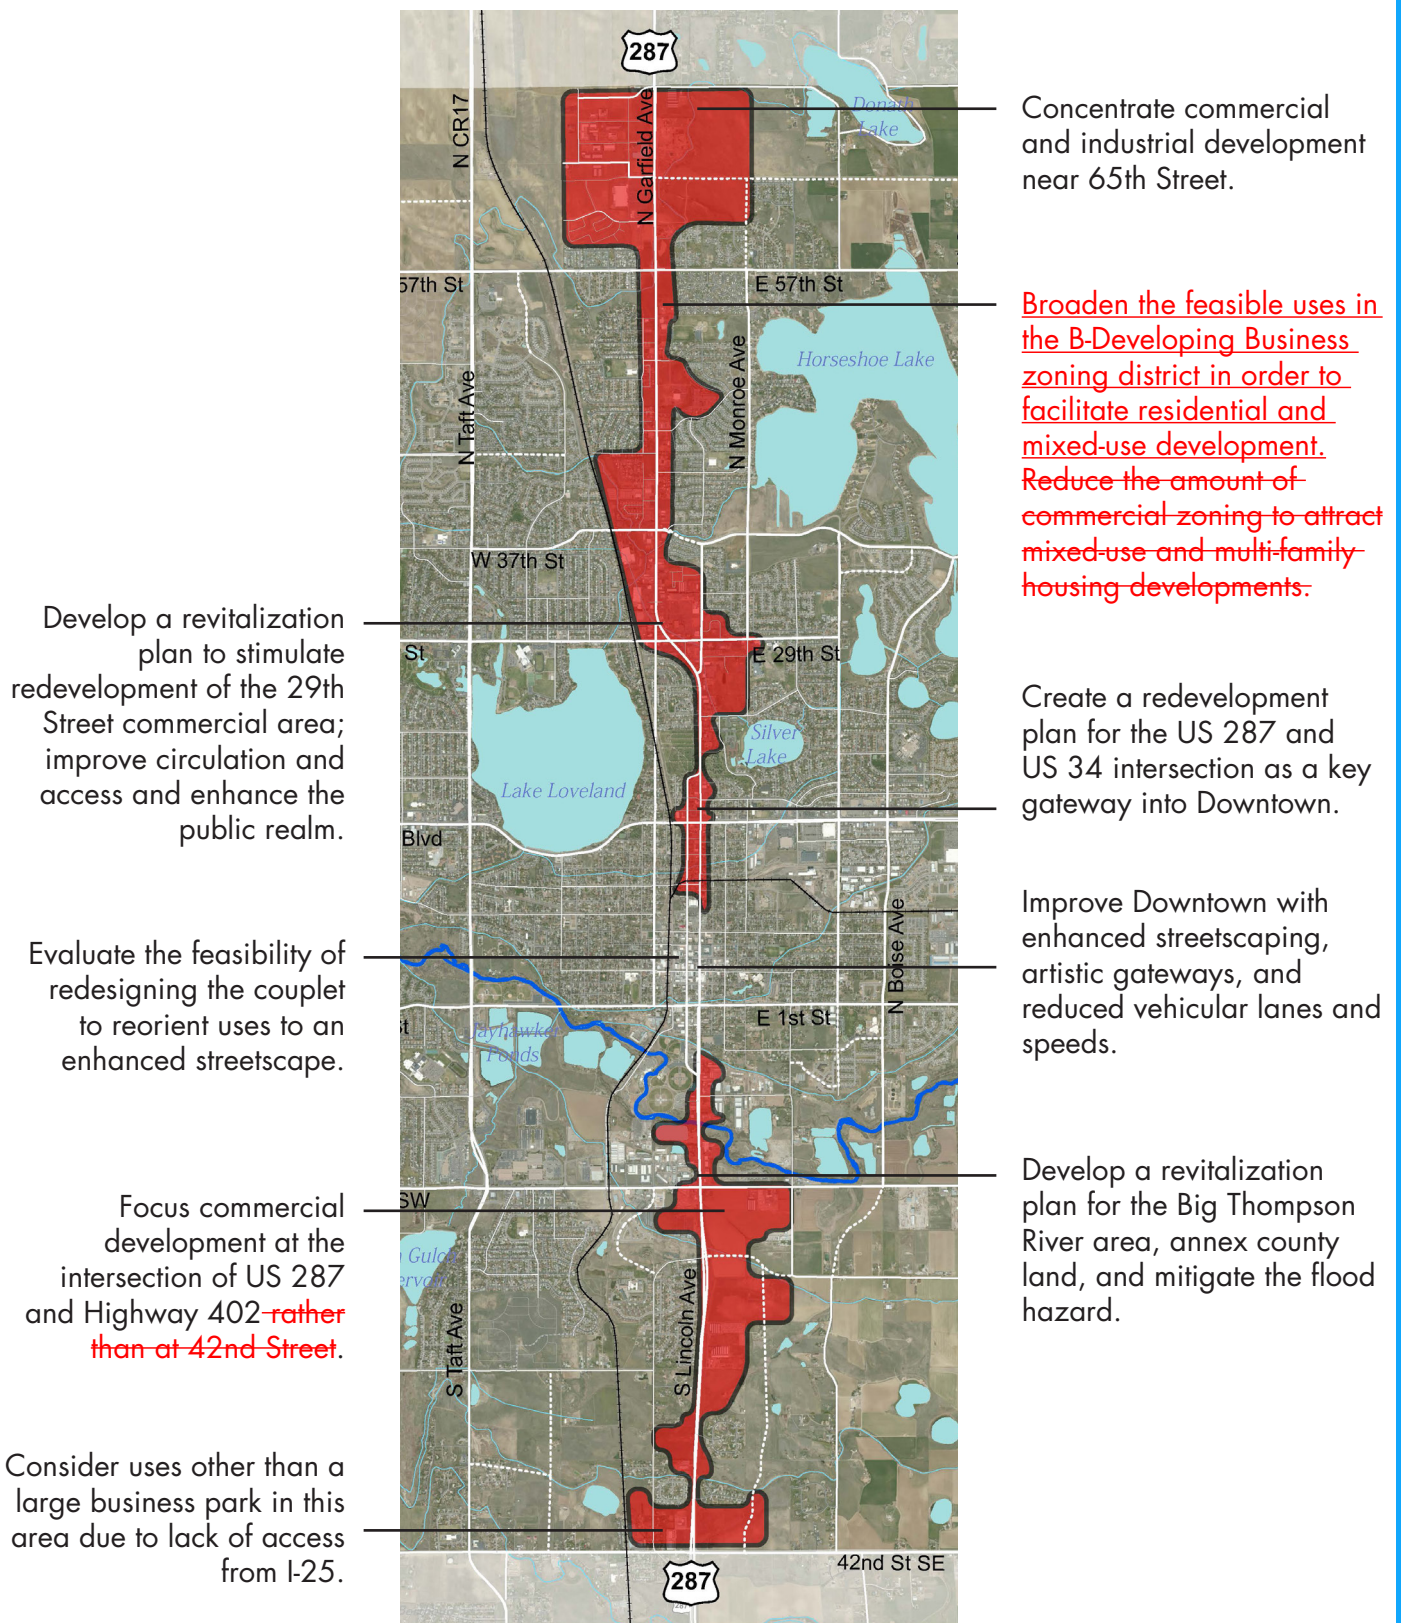 287
N CR17
N Garfield Ave
Donath
Lake
Concentrate commercial
and industrial development
near 65th Street.
57th St
E 57th St
Broaden the feasible uses in
the B-Developing Business
zoning district in order to
facilitate residential and
mixed-use development.
Reduce the amount of
commercial zoning to attract
mixed-use and multi-family
housing developments.
Horseshoe Lake
N Taft Ave
N Monroe Ave
W 37th St
Develop a revitalization
plan to stimulate
redevelopment of the 29th
Street commercial area;
improve circulation and
access and enhance the
public realm.
St
E 29th St
Create a redevelopment
plan for the US 287 and
US 34 intersection as a key
gateway into Downtown.
Silver
Lake
Lake Loveland
Blvd
Improve Downtown with
enhanced streetscaping,
artistic gateways, and
reduced vehicular lanes and
speeds.
N Boise Ave
Evaluate the feasibility of
redesigning the couplet
to reorient uses to an
enhanced streetscape.
E 1st St
St
Jayhawker
Ponds
Develop a revitalization
plan for the Big Thompson
River area, annex county
land, and mitigate the flood
hazard.
SW
Focus commercial
development at the
intersection of US 287
and Highway 402 rather
than at 42nd Street.
Gulch
S Taft Ave
S Lincoln Ave
Consider uses other than a
large business park in this
area due to lack of access
from I-25.
42nd St SE
287